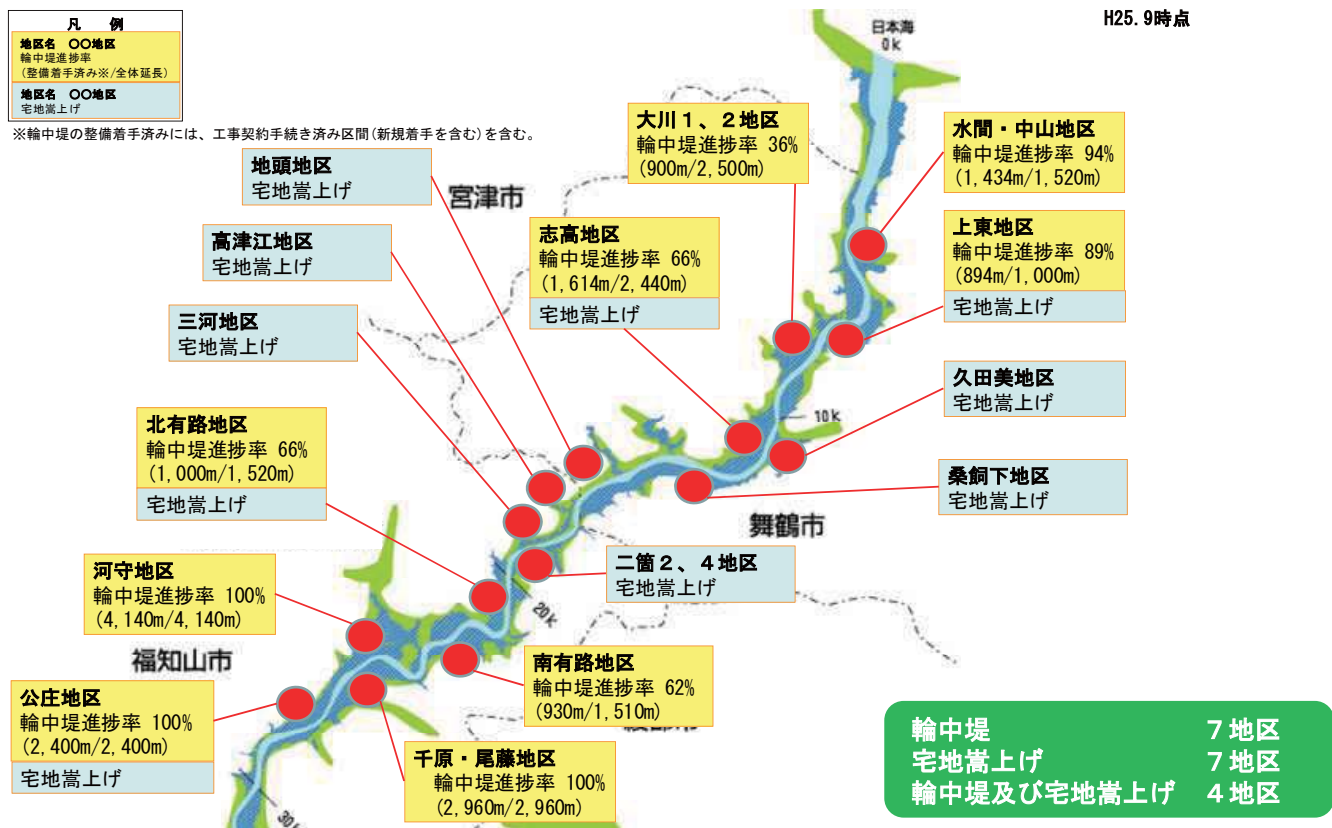 H25.9時点
凡 例
地区名 〇〇地区
輪中堤進捗率
(整備着手済み※/全体延長)
地区名 〇〇地区
宅地嵩上げ
※輪中堤の整備着手済みには、工事契約手続き済み区間(新規着手を含む)を含む。
日本海
0k
大川1、2地区
輪中堤進捗率 36%
(900m/2,500m)
水間・中山地区
輪中堤進捗率 94%
(1,434m/1,520m)
地頭地区
宅地嵩上げ
宮津市
上東地区
輪中堤進捗率 89%
(894m/1,000m)
宅地嵩上げ
高津江地区
宅地嵩上げ
志高地区
輪中堤進捗率 66%
(1,614m/2,440m)
宅地嵩上げ
三河地区
宅地嵩上げ
久田美地区
宅地嵩上げ
10k
北有路地区
輪中堤進捗率 66%
(1,000m/1,520m)
宅地嵩上げ
桑飼下地区
宅地嵩上げ
舞鶴市
二箇2、4地区
宅地嵩上げ
河守地区
輪中堤進捗率 100%
(4,140m/4,140m)
20k
福知山市
南有路地区
輪中堤進捗率 62%
(930m/1,510m)
公庄地区
輪中堤進捗率 100%
(2,400m/2,400m)
宅地嵩上げ
千原・尾藤地区
輪中堤進捗率 100%
(2,960m/2,960m)
30k
輪中堤 7地区
宅地嵩上げ 7地区
輪中堤及び宅地嵩上げ 4地区